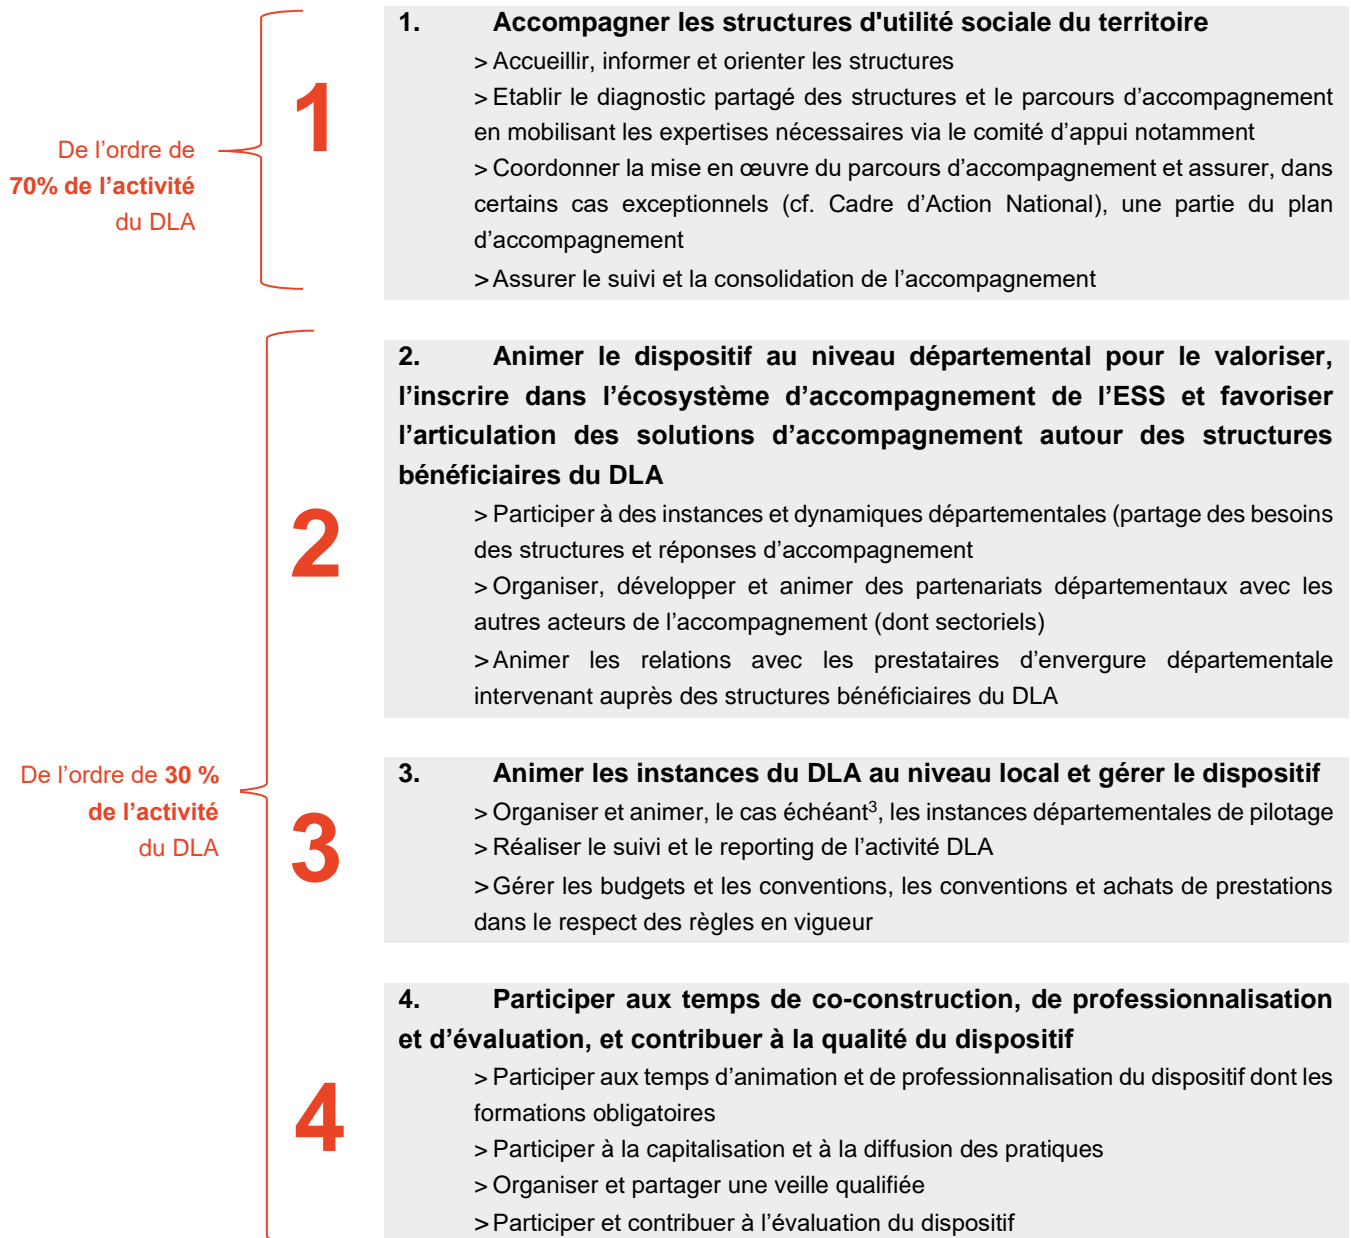 1. Accompagner les structures d'utilité sociale du territoire
> Accueillir, informer et orienter les structures
> Etablir le diagnostic partagé des structures et le parcours d’accompagnement
en mobilisant les expertises nécessaires via le comité d’appui notamment
> Coordonner la mise en œuvre du parcours d’accompagnement et assurer, dans
certains cas exceptionnels (cf. Cadre d’Action National), une partie du plan
d’accompagnement
> Assurer le suivi et la consolidation de l’accompagnement
1
De l’ordre de
70% de l’activité
du DLA
2. Animer le dispositif au niveau départemental pour le valoriser,
l’inscrire dans l’écosystème d’accompagnement de l’ESS et favoriser
l’articulation des solutions d’accompagnement autour des structures
bénéficiaires du DLA
> Participer à des instances et dynamiques départementales (partage des besoins
des structures et réponses d’accompagnement
> Organiser, développer et animer des partenariats départementaux avec les
autres acteurs de l’accompagnement (dont sectoriels)
> Animer les relations avec les prestataires d’envergure départementale
intervenant auprès des structures bénéficiaires du DLA
2
De l’ordre de 30 %
de l’activité
du DLA
3. Animer les instances du DLA au niveau local et gérer le dispositif
> Organiser et animer, le cas échéant³, les instances départementales de pilotage
> Réaliser le suivi et le reporting de l’activité DLA
> Gérer les budgets et les conventions, les conventions et achats de prestations
dans le respect des règles en vigueur
3
4. Participer aux temps de co-construction, de professionnalisation
et d’évaluation, et contribuer à la qualité du dispositif
> Participer aux temps d’animation et de professionnalisation du dispositif dont les
formations obligatoires
> Participer à la capitalisation et à la diffusion des pratiques
> Organiser et partager une veille qualifiée
> Participer et contribuer à l’évaluation du dispositif
4